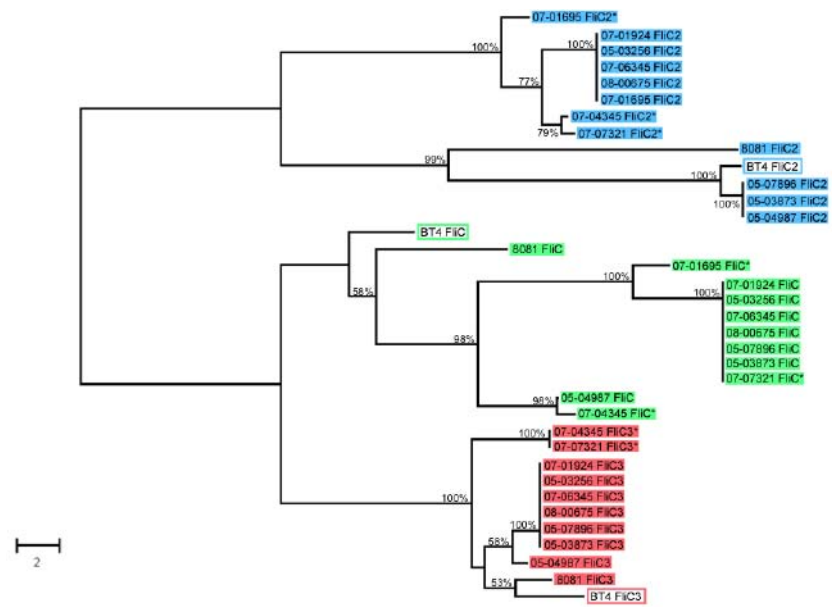 07-01695 FliC2*
100%
07-01924 FliC2
100%
05-03256 FliC2
07-06345 FliC2
77%
08-00675 FliC2
07-01695 FliC2
07-04345 FliC2*
79%
07-07321 FliC2*
8081 FliC2
99%
BT4 FliC2
100%
05-07896 FliC2
05-03873 FliC2
100%
05-04987 FliC2
BT4 FliC
8081 FliC
07-01695 FliC*
100%
07-01924 FliC
58%
100%
05-03256 FliC
07-06345 FliC
08-00675 FliC
98%
05-07896 FliC
05-03873 FliC
07-07321 FliC*
05-04987 FliC
98%
07-04345 FliC*
07-04345 FliC3*
100%
07-07321 FliC3*
07-01924 FliC3
05-03256 FliC3
07-06345 FliC3
100%
08-00675 FliC3
100%
05-07896 FliC3
58%
05-03873 FliC3
05-04987 FliC3
53%
8081 FliC3
BT4 FliC3
2